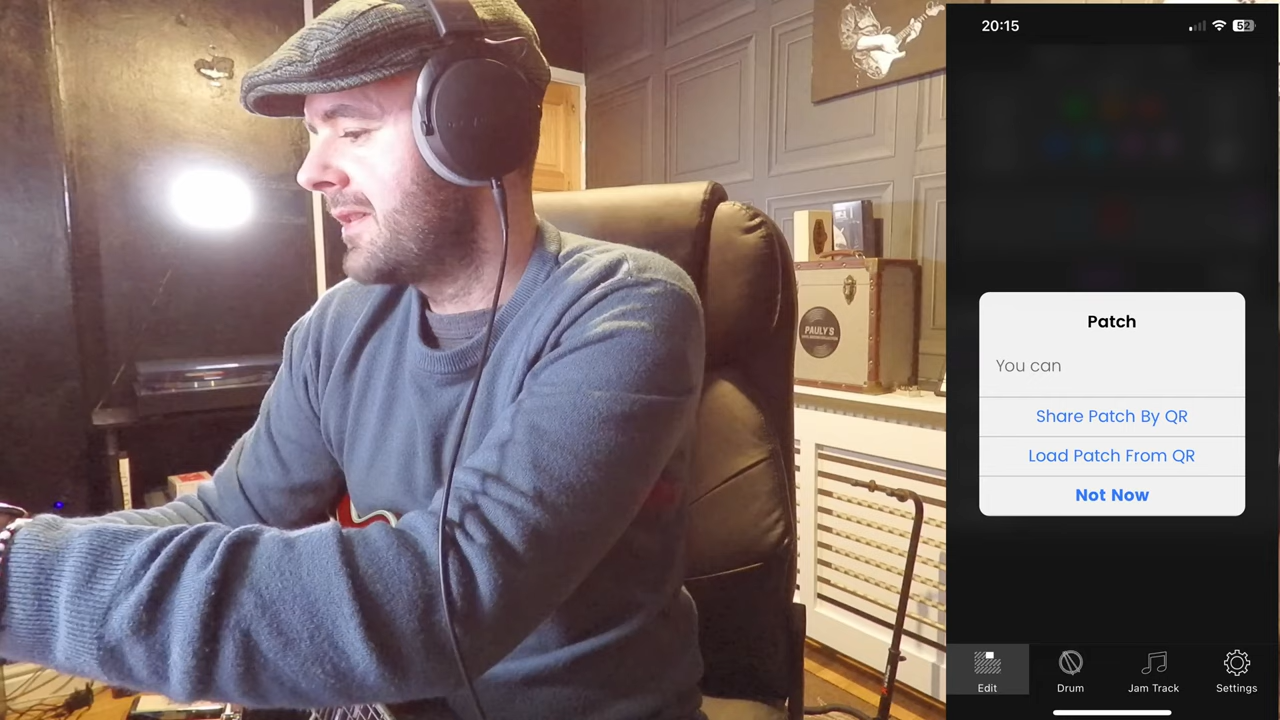 20:15
52
Patch
You can
Share Patch By QR
Load Patch From QR
Not Now
Edit
Drum
Jam Track
Settings
PAULY'S